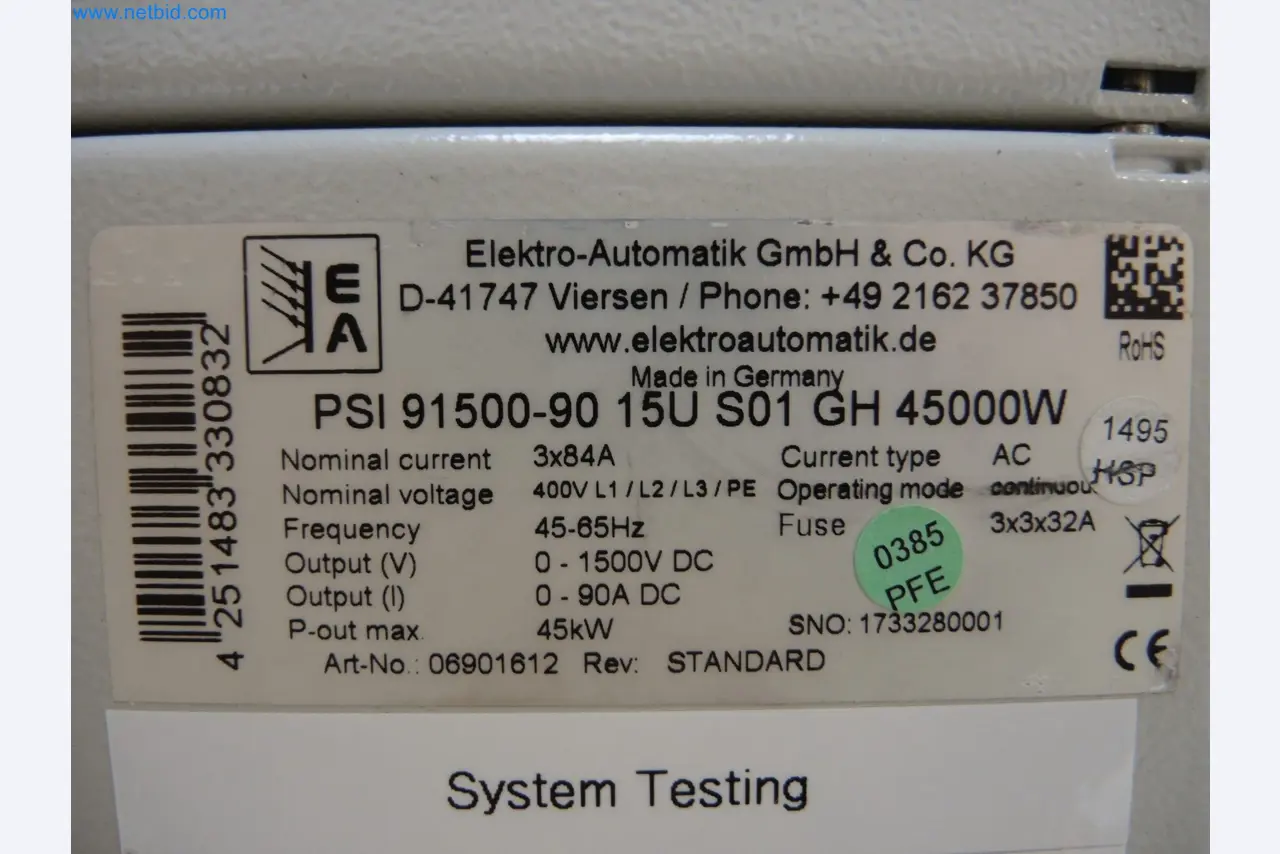 www.netbid.com
EA
Elektro-Automatik GmbH & Co. KG
D-41747 Viersen / Phone: +49 2162 37850
www.elektroautomatik.de
Made in Germany
RoHS
PSI 91500-90 15U S01 GH 45000W
1495
HSP
Nominal current 3x84A Current type AC
Nominal voltage 400V L1 / L2 / L3 / PE Operating mode continuou
Frequency 45-65Hz Fuse 3x3x32A
0385
PFE
Output (V) 0 - 1500V DC
Output (I) 0 - 90A DC
P-out max. 45kW SNO: 1733280001
Art-No.: 06901612 Rev: STANDARD
CE
4 251483 330832
System Testing